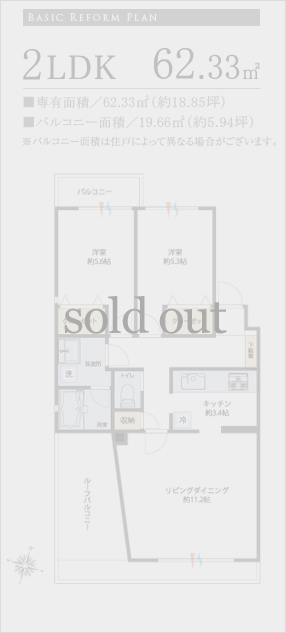 BASIC REFORM PLAN
2LDK 62.33㎡
■専有面積／62.33㎡(約18.85坪)
■バルコニー面積／19.66㎡(約5.94坪)
※バルコニー面積は住戸によって異なる場合がございます。
バルコニー
洋室
約5.6帖
洋室
約5.3帖
sold out
下駄箱
洗面所
洗
トイレ
浴室
収納
冷
キッチン
約3.4帖
リビングダイニング
約11.2帖
ルーフバルコニー